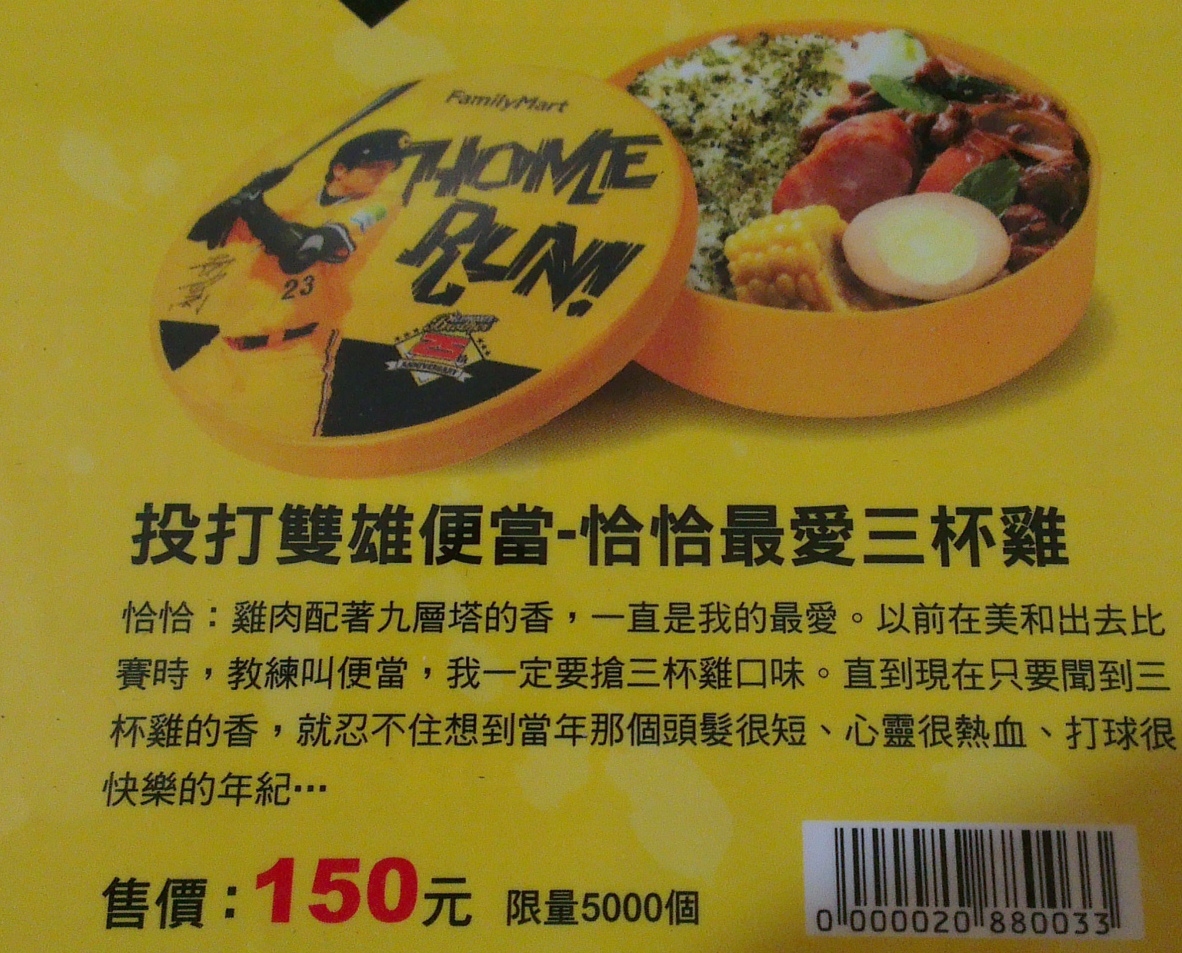 FamilyMart
HOME
RUN!
23
Brother
25th
ANNIVERSARY
投打雙雄便當-恰恰最愛三杯雞
恰恰：雞肉配著九層塔的香，一直是我的最愛。以前在美和出去比
賽時，教練叫便當，我一定要搶三杯雞口味。直到現在只要聞到三
杯雞的香，就忍不住想到當年那個頭髮很短、心靈很熱血、打球很
快樂的年紀…
售價：150元 限量5000個
0 000020 880033